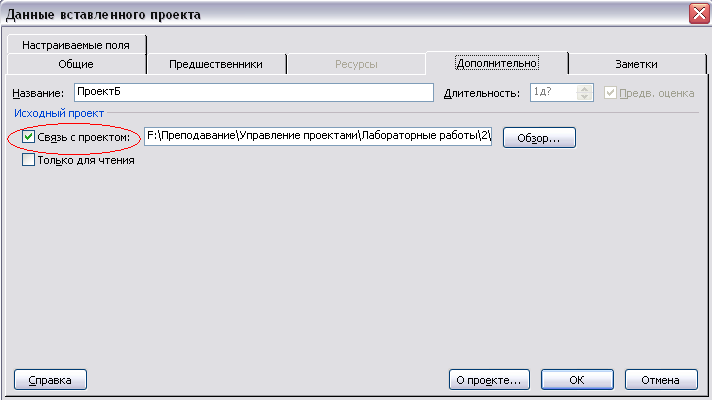 Данные вставленного проекта
Настраиваемые поля
Общие Предшественники Ресурсы Дополнительно Заметки
Название: ПроектБ Длительность: 1д? Предв. оценка
Исходный проект
Связь с проектом: F:\Преподавание\Управление проектами\Лабораторные работы\2\ Обзор...
Только для чтения
Справка О проекте... ОК Отмена